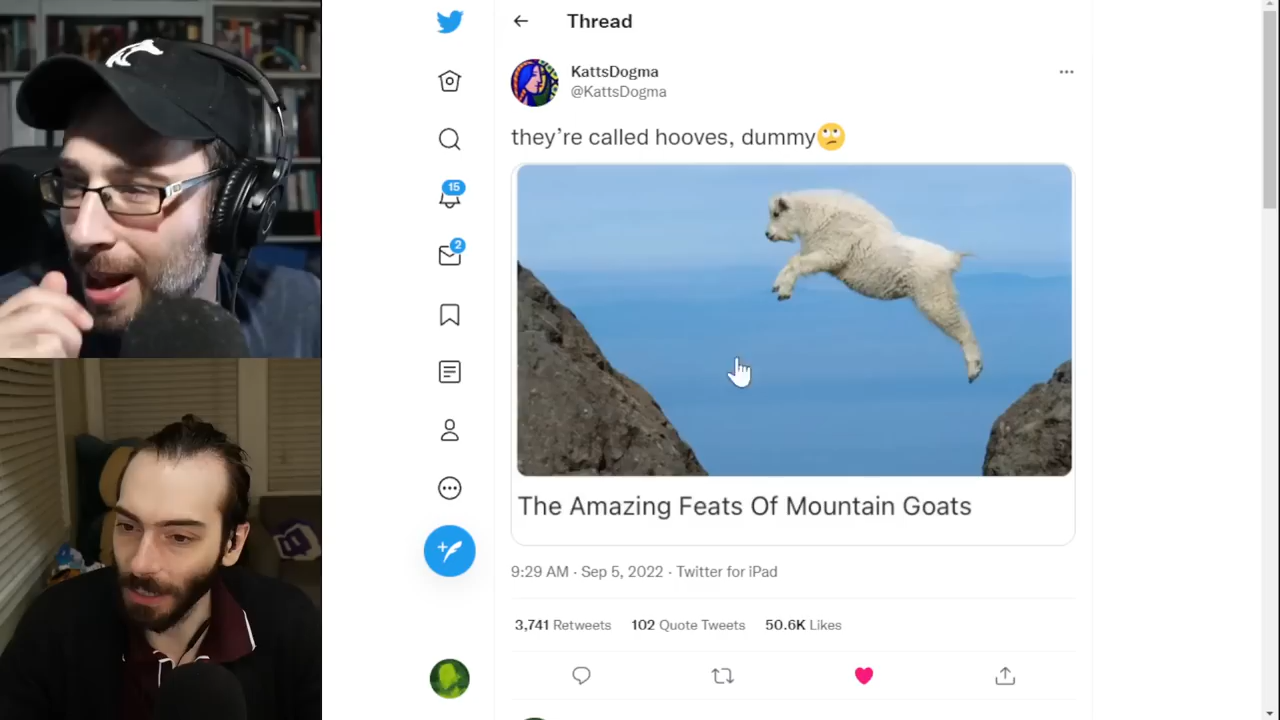 Thread
KattsDogma
@KattsDogma
they’re called hooves, dummy🙄
15
2
The Amazing Feats Of Mountain Goats
9:29 AM · Sep 5, 2022 · Twitter for iPad
3,741 Retweets 102 Quote Tweets 50.6K Likes